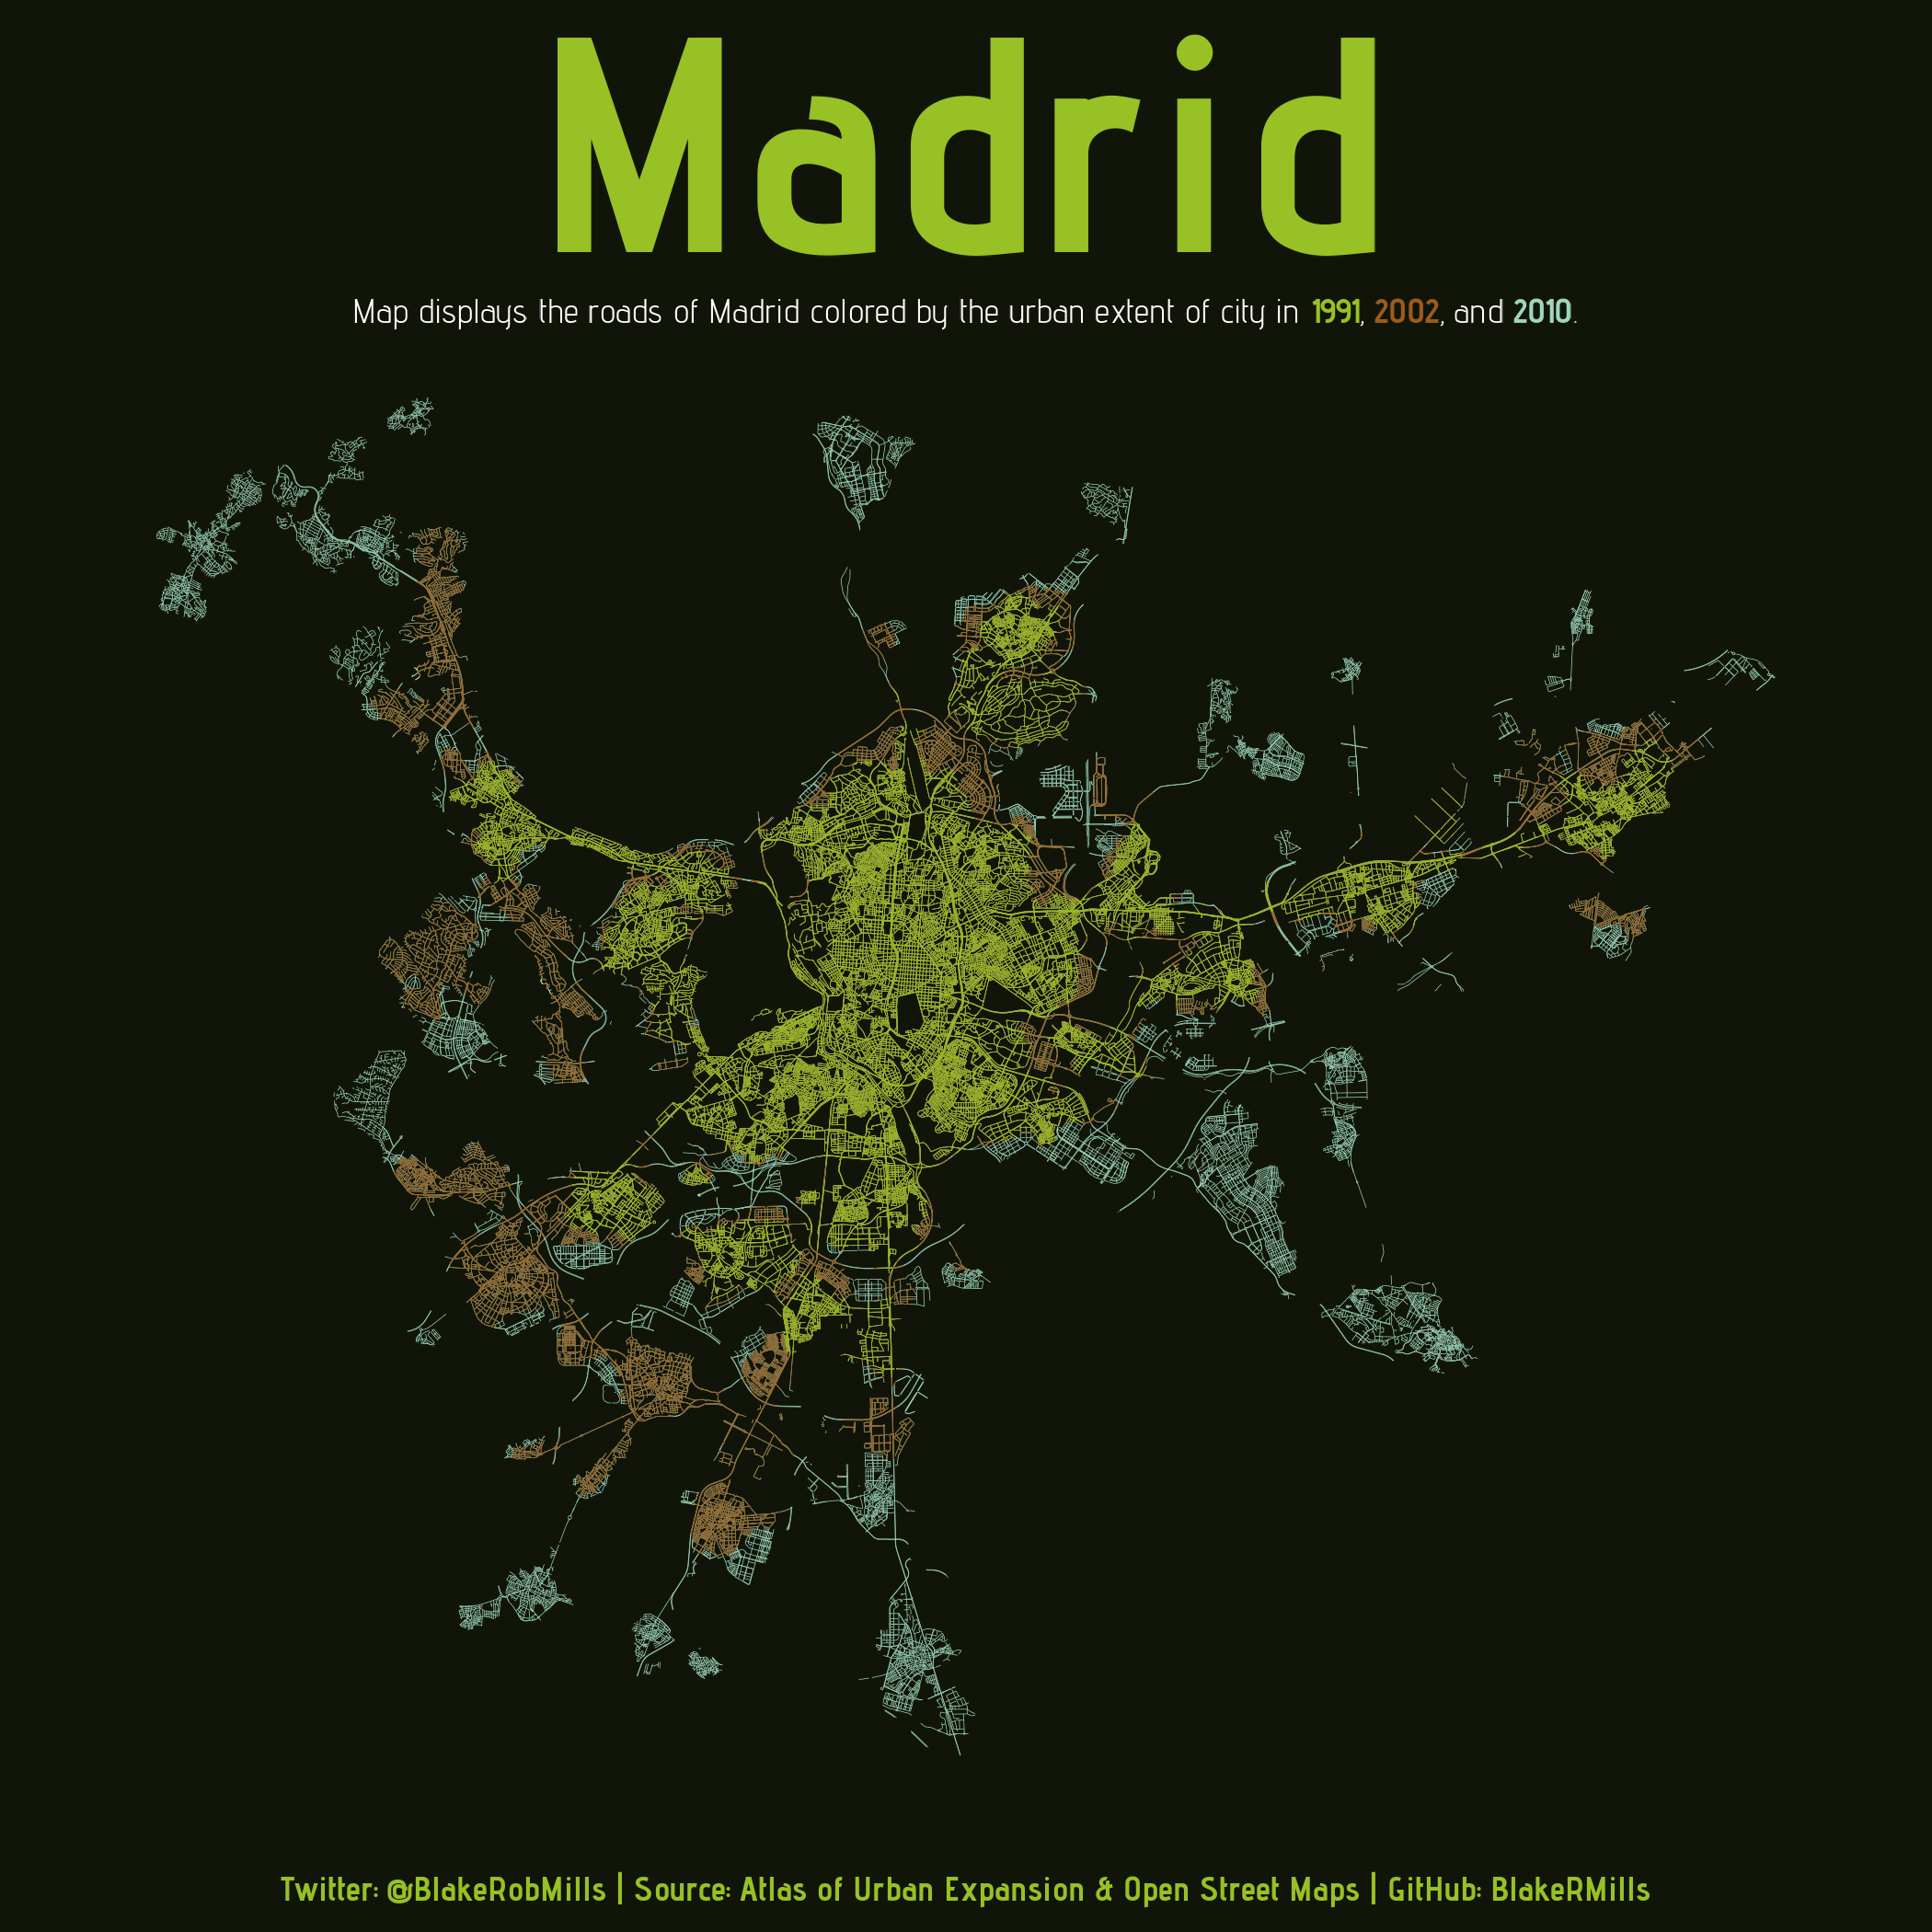 Madrid
Map displays the roads of Madrid colored by the urban extent of city in 1991, 2002, and 2010.
Twitter: @BlakeRobMills | Source: Atlas of Urban Expansion & Open Street Maps | GitHub: BlakeRMills